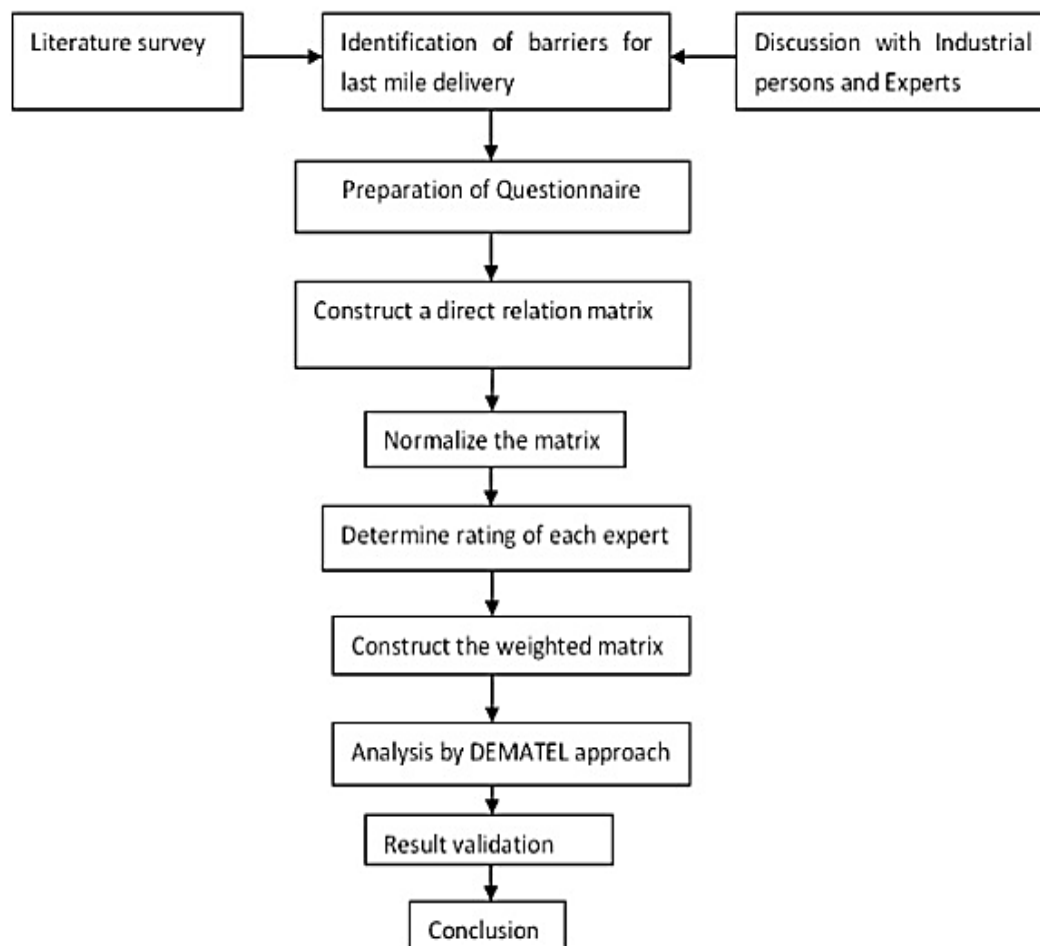 Literature survey
Identification of barriers for
last mile delivery
Discussion with Industrial
persons and Experts
Preparation of Questionnaire
Construct a direct relation matrix
Normalize the matrix
Determine rating of each expert
Construct the weighted matrix
Analysis by DEMATEL approach
Result validation
Conclusion